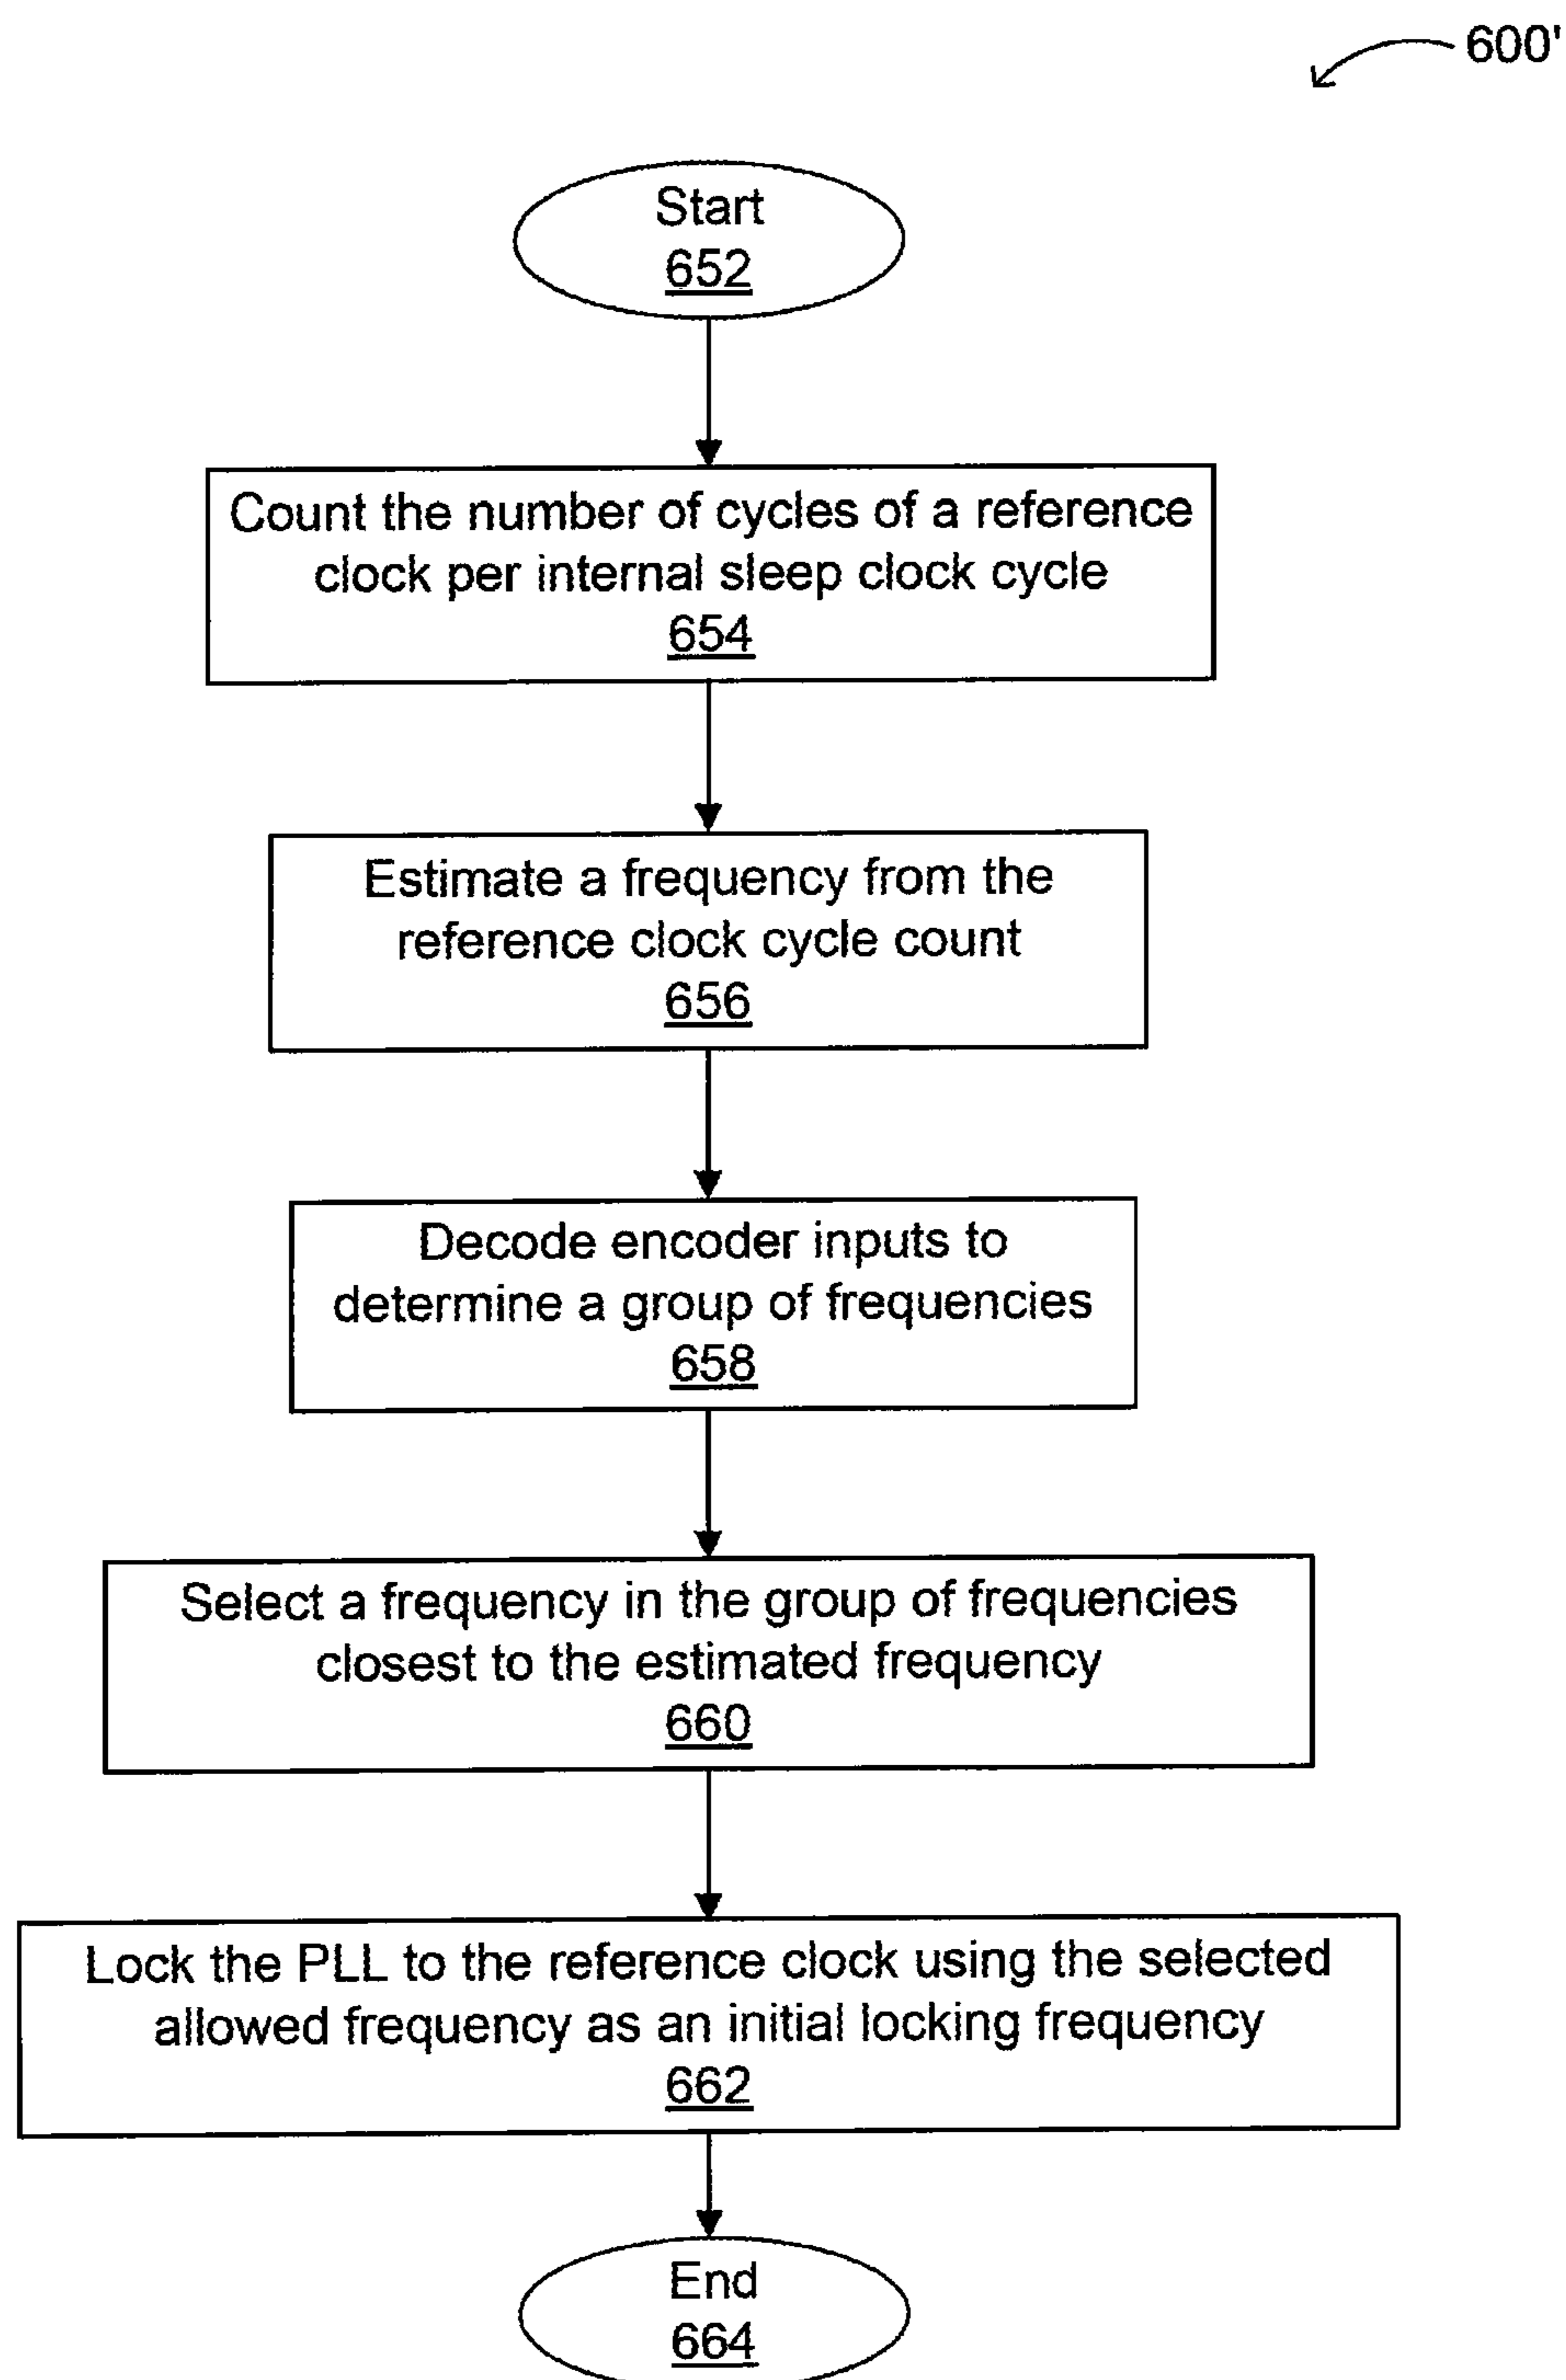 600'
Start
652
Count the number of cycles of a reference
clock per internal sleep clock cycle
654
Estimate a frequency from the
reference clock cycle count
656
Decode encoder inputs to
determine a group of frequencies
658
Select a frequency in the group of frequencies
closest to the estimated frequency
660
Lock the PLL to the reference clock using the selected
allowed frequency as an initial locking frequency
662
End
664